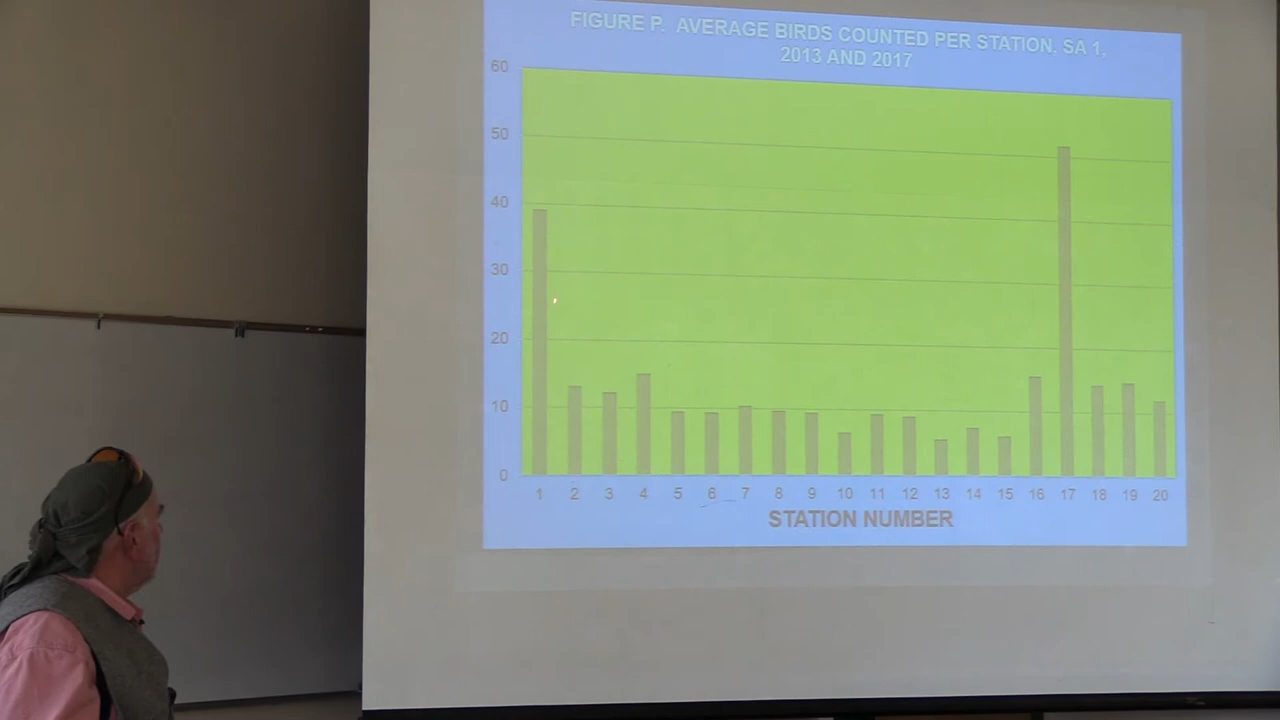 FIGURE P. AVERAGE BIRDS COUNTED PER STATION, SA 1,
2013 AND 2017
60
50
40
30
20
10
0
1 2 3 4 5 6 7 8 9 10 11 12 13 14 15 16 17 18 19 20
STATION NUMBER